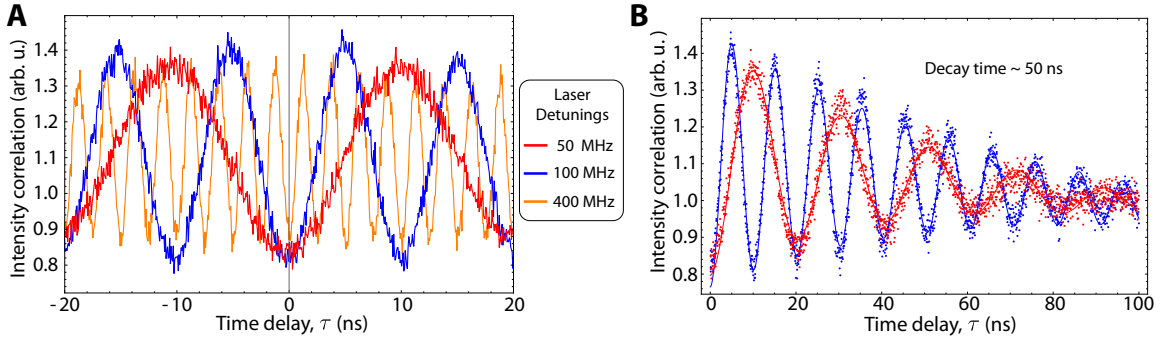 A
Intensity correlation (arb. u.)
1.4
1.3
1.2
1.1
1.0
0.9
0.8
-20
-10
0
10
20
Time delay, τ (ns)
Laser
Detunings
50 MHz
100 MHz
400 MHz
B
Intensity correlation (arb. u.)
1.4
1.3
1.2
1.1
1.0
0.9
0.8
Decay time ~ 50 ns
0
20
40
60
80
100
Time delay, τ (ns)